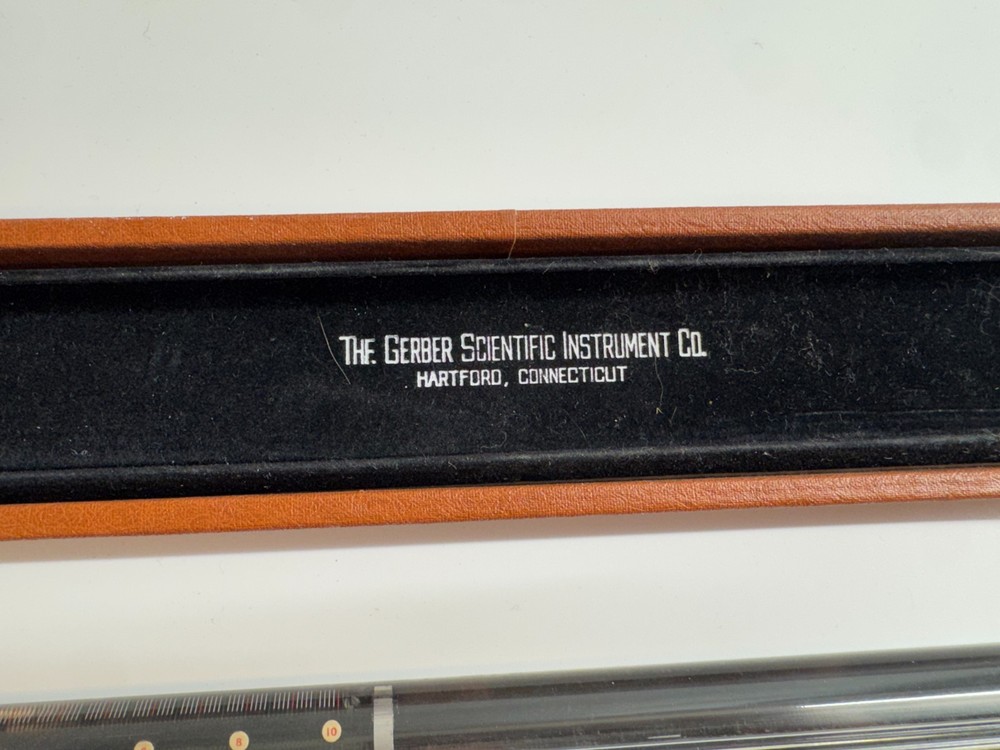 THE GERBER SCIENTIFIC INSTRUMENT CO.
HARTFORD, CONNECTICUT
8
10